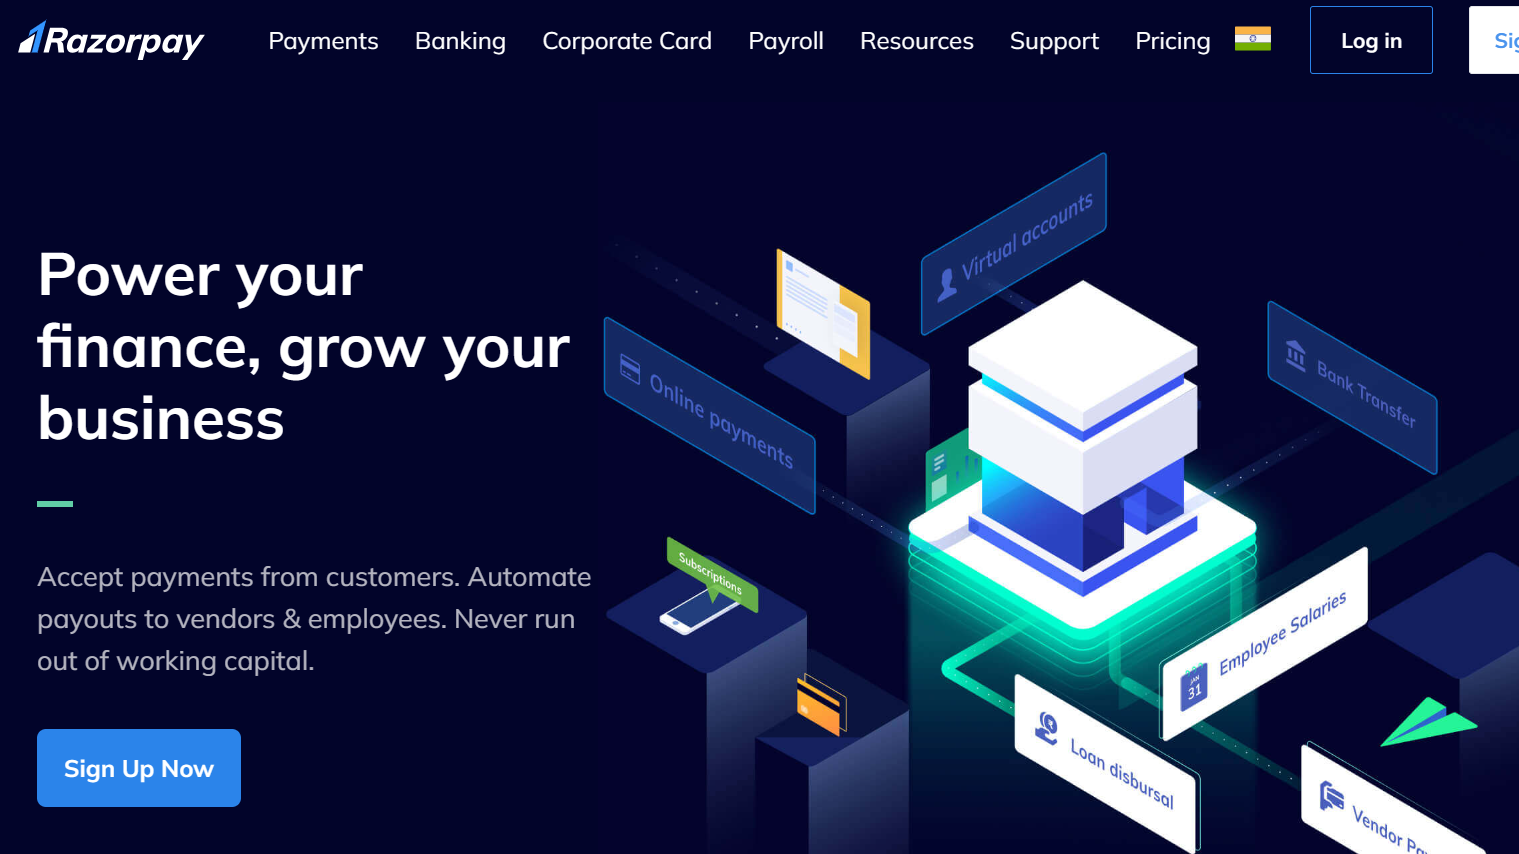 Razorpay
Payments
Banking
Corporate Card
Payroll
Resources
Support
Pricing
Log in
Power your
finance, grow your
business
Accept payments from customers. Automate
payouts to vendors & employees. Never run
out of working capital.
Sign Up Now
Virtual accounts
Online payments
Bank Transfer
Subscriptions
Employee Salaries
JAN
31
Loan disbursal
Vendor